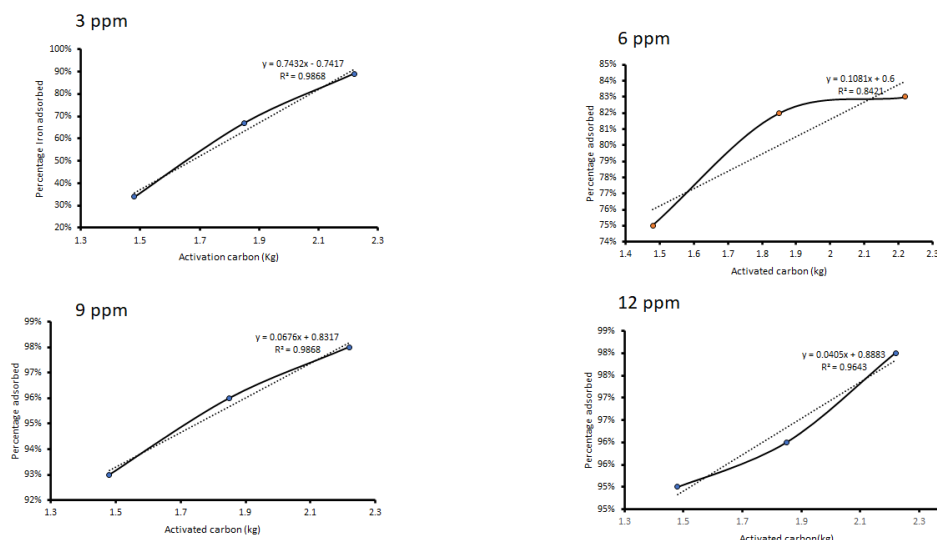 3 ppm
100%
90%
80%
70%
60%
50%
40%
30%
20%
Percentage Iron adsorbed
y = 0.7432x - 0.7417
R² = 0.9868
1.3 1.5 1.7 1.9 2.1 2.3
Activation carbon (Kg)
6 ppm
85%
84%
83%
82%
81%
80%
79%
78%
77%
76%
75%
74%
Percentage adsorbed
y = 0.1081x + 0.6
R² = 0.8421
1.4 1.5 1.6 1.7 1.8 1.9 2 2.1 2.2 2.3
Activated carbon (kg)
9 ppm
99%
98%
97%
96%
95%
94%
93%
92%
Percentage adsorbed
y = 0.0676x + 0.8317
R² = 0.9868
1.3 1.5 1.7 1.9 2.1 2.3
Activated carbon (kg)
12 ppm
99%
98%
98%
97%
97%
96%
96%
95%
95%
Percentage adsorbed
y = 0.0405x + 0.8883
R² = 0.9643
1.3 1.5 1.7 1.9 2.1 2.3
Activated carbon(kg)